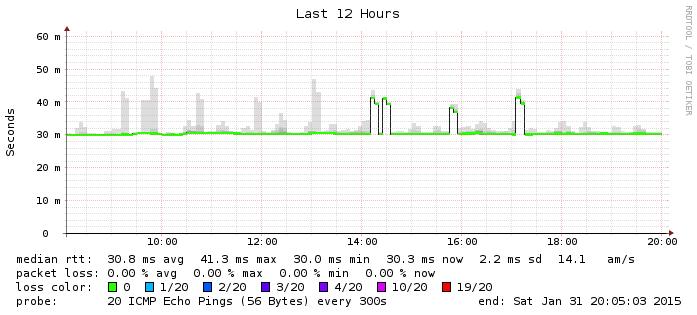 Last 12 Hours
RRDTOOL / TOBI OETIKER
Seconds
60 m
50 m
40 m
30 m
20 m
10 m
0
10:00 12:00 14:00 16:00 18:00 20:00
median rtt: 30.8 ms avg 41.3 ms max 30.0 ms min 30.3 ms now 2.2 ms sd 14.1 am/s
packet loss: 0.00 % avg 0.00 % max 0.00 % min 0.00 % now
loss color: 0 1/20 2/20 3/20 4/20 10/20 19/20
probe: 20 ICMP Echo Pings (56 Bytes) every 300s end: Sat Jan 31 20:05:03 2015